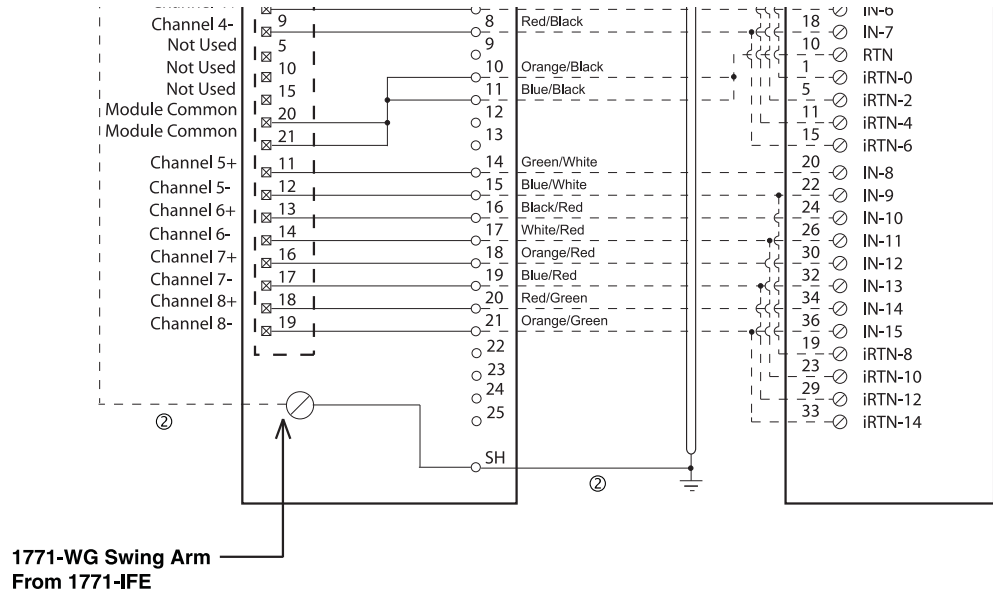 IN-6
Channel 4- 9 8 Red/Black 18 IN-7
Not Used 5 9 10 RTN
Not Used 10 10 Orange/Black 1 iRTN-0
Not Used 15 11 Blue/Black 5 iRTN-2
Module Common 20 12 11 iRTN-4
Module Common 21 13 15 iRTN-6
Channel 5+ 11 14 Green/White 20 IN-8
Channel 5- 12 15 Blue/White 22 IN-9
Channel 6+ 13 16 Black/Red 24 IN-10
Channel 6- 14 17 White/Red 26 IN-11
Channel 7+ 16 18 Orange/Red 30 IN-12
Channel 7- 17 19 Blue/Red 32 IN-13
Channel 8+ 18 20 Red/Green 34 IN-14
Channel 8- 19 21 Orange/Green 36 IN-15
22 19 iRTN-8
23 23 iRTN-10
24 29 iRTN-12
25 33 iRTN-14
②
SH
②
1771-WG Swing Arm
From 1771-IFE